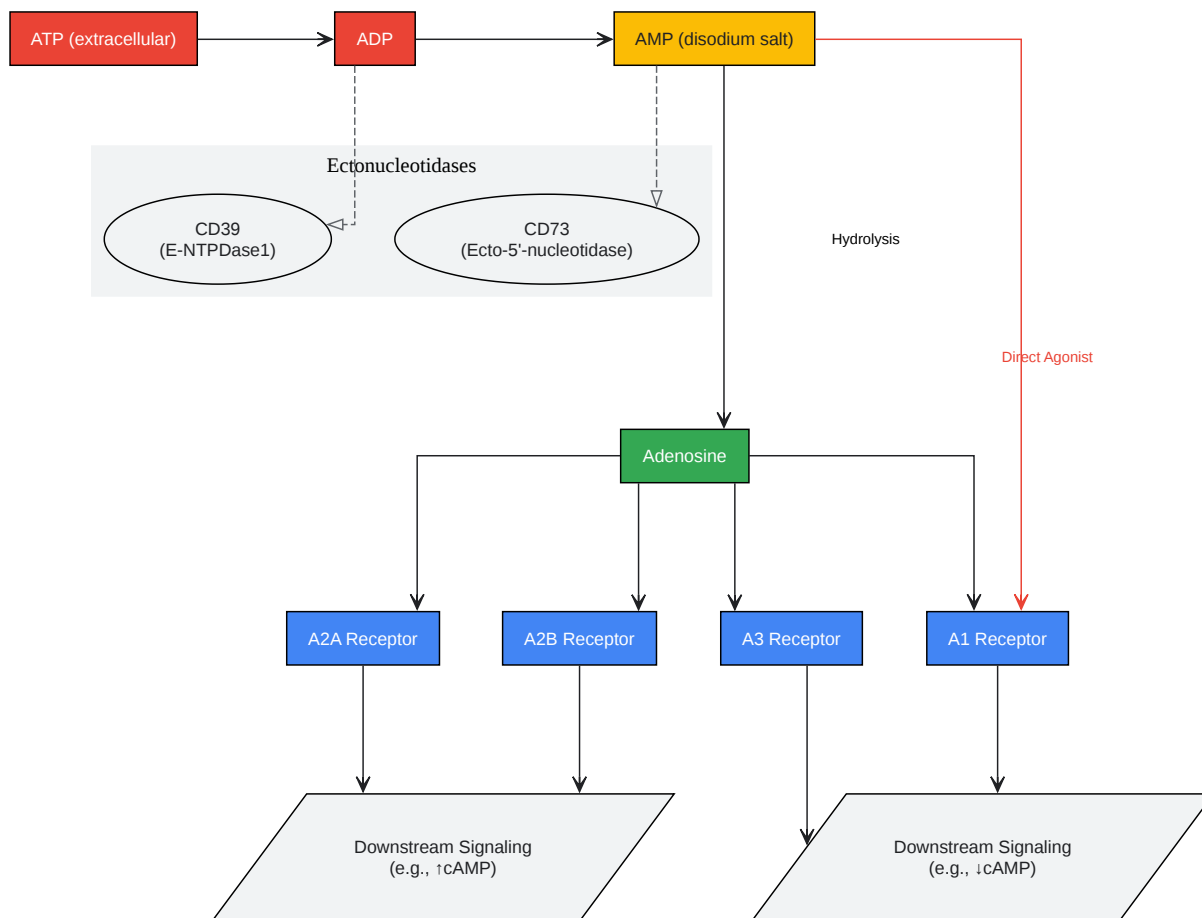 ATP (extracellular)
ADP
AMP (disodium salt)
Ectonucleotidases
CD39
(E-NTPDase1)
CD73
(Ecto-5'-nucleotidase)
Hydrolysis
Direct Agonist
Adenosine
A2A Receptor
A2B Receptor
A3 Receptor
A1 Receptor
Downstream Signaling
(e.g., ↑cAMP)
Downstream Signaling
(e.g., ↓cAMP)